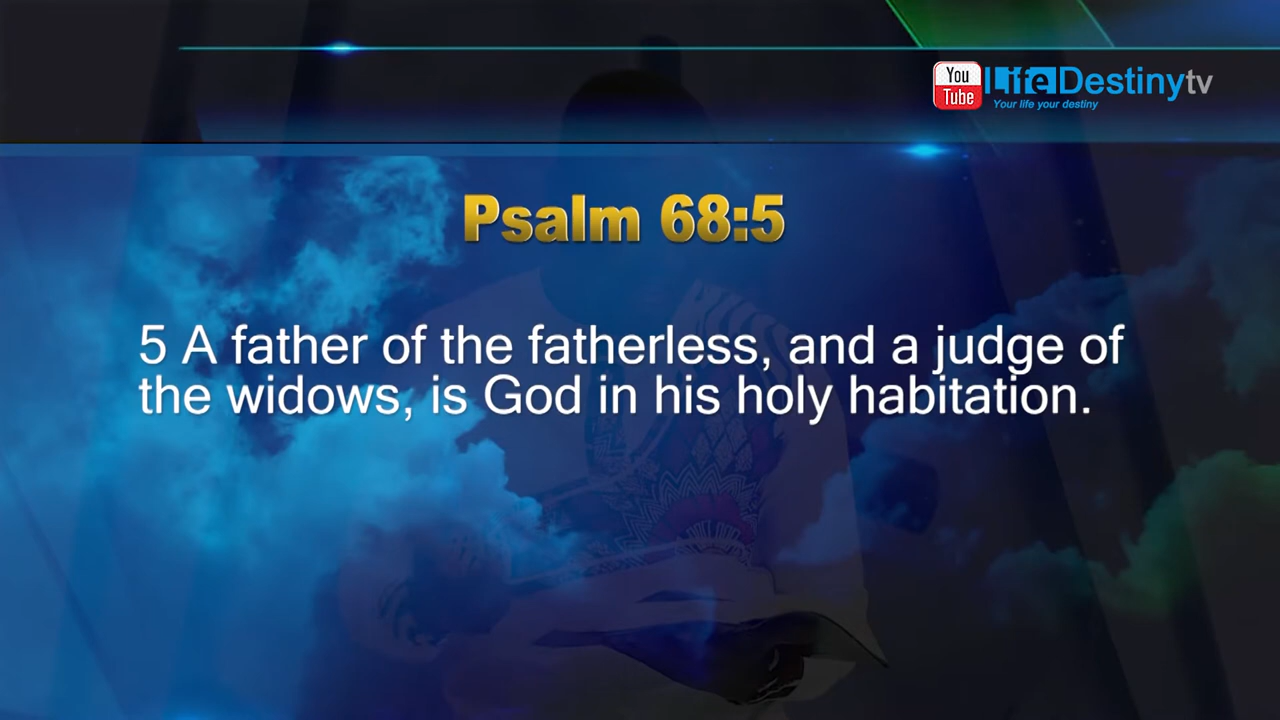 You
Tube
LifeDestinytv
Your life your destiny
Psalm 68:5
5 A father of the fatherless, and a judge of
the widows, is God in his holy habitation.